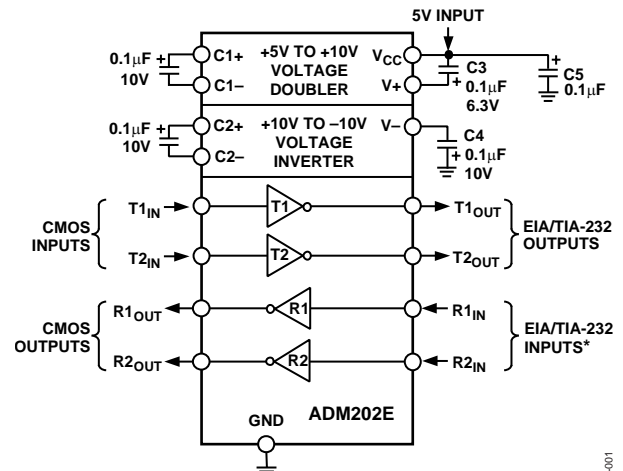 5V INPUT
0.1μF +
10V
C1+
C1–
+5V TO +10V
VOLTAGE
DOUBLER
VCC
V+
+
C3
+ 0.1μF
6.3V
+
C5
0.1μF
0.1μF +
10V
C2+
C2–
+10V TO –10V
VOLTAGE
INVERTER
V–
C4
+ 0.1μF
10V
CMOS
INPUTS
T1IN
T1
T1OUT
T2IN
T2
T2OUT
EIA/TIA-232
OUTPUTS
CMOS
OUTPUTS
R1OUT
R1
R1IN
R2OUT
R2
R2IN
EIA/TIA-232
INPUTS*
GND
ADM202E
-001